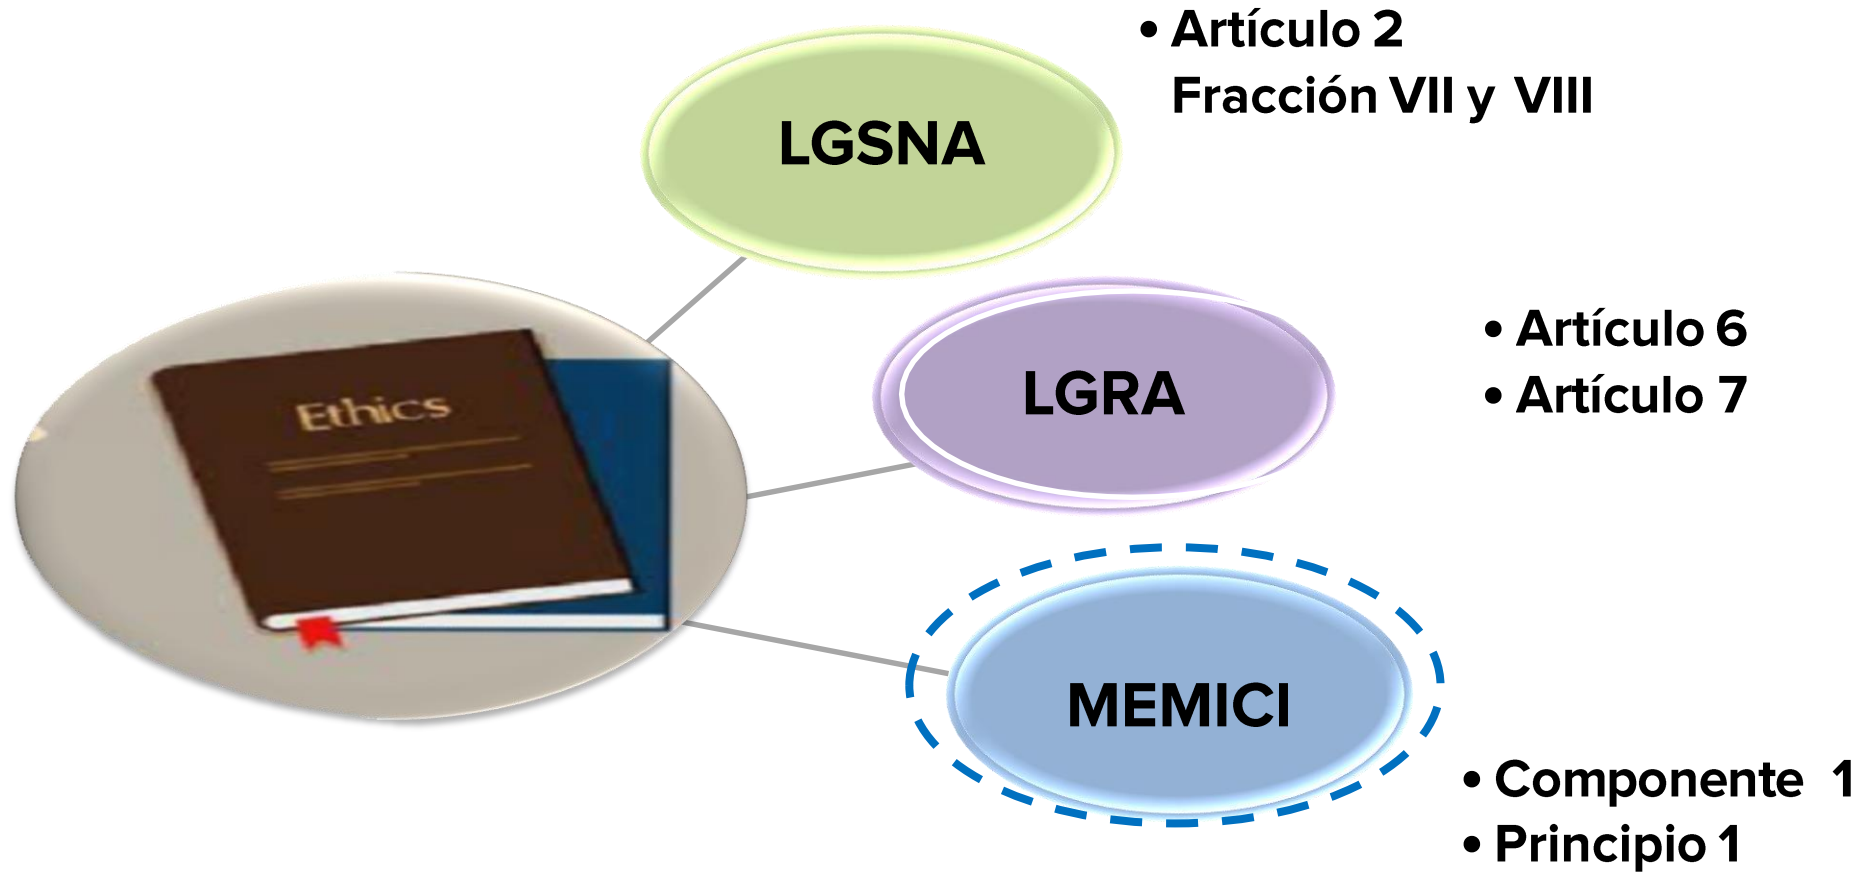 • Artículo 2
Fracción VII y VIII
LGSNA
• Artículo 6
• Artículo 7
LGRA
Ethics
MEMICI
• Componente 1
• Principio 1